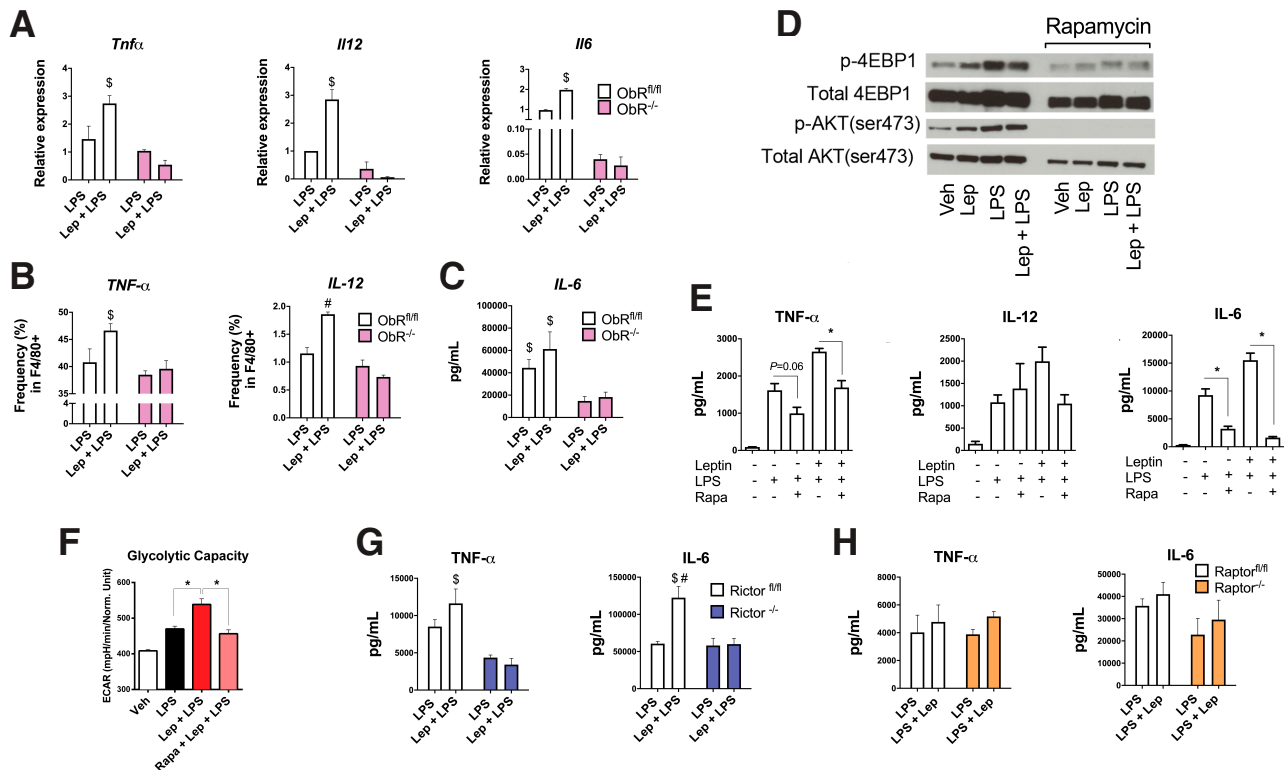 A
Tnfα
Relative expression
4
3
2
1
0
LPS
Lep + LPS
LPS
Lep + LPS
$
Il12
Relative expression
4
3
2
1
0
LPS
Lep + LPS
LPS
Lep + LPS
$
Il6
Relative expression
3
2
1
0.10
0.05
0.00
LPS
Lep + LPS
LPS
Lep + LPS
$
ObR fl/fl
ObR -/-
D
Rapamycin
p-4EBP1
Total 4EBP1
p-AKT(ser473)
Total AKT(ser473)
Veh
Lep
LPS
Lep + LPS
Veh
Lep
LPS
Lep + LPS
B
TNF-α
Frequency (%)
in F4/80+
50
45
40
35
4
0
LPS
Lep + LPS
LPS
Lep + LPS
$
IL-12
Frequency (%)
in F4/80+
2.0
1.5
1.0
0.5
0.0
LPS
Lep + LPS
LPS
Lep + LPS
#
ObR fl/fl
ObR -/-
C
IL-6
pg/mL
100000
80000
60000
40000
20000
0
LPS
Lep + LPS
LPS
Lep + LPS
$
$
ObR fl/fl
ObR -/-
E
TNF-α
pg/mL
3000
2000
1000
0
P=0.06
*
Leptin - - - + +
LPS - + + + +
Rapa - - + - +
IL-12
pg/mL
2500
2000
1500
1000
500
0
Leptin - - - + +
LPS - + + + +
Rapa - - + - +
IL-6
pg/mL
20000
15000
10000
5000
0
*
*
Leptin - - - + +
LPS - + + + +
Rapa - - + - +
F
Glycolytic Capacity
ECAR (mpH/min/Norm. Unit)
600
500
400
300
*
*
Veh
LPS
Lep + LPS
Rapa + Lep + LPS
G
TNF-α
pg/mL
15000
10000
5000
0
LPS
Lep + LPS
LPS
Lep + LPS
$
IL-6
pg/mL
150000
100000
50000
0
LPS
Lep + LPS
LPS
Lep + LPS
$ #
Rictor fl/fl
Rictor -/-
H
TNF-α
pg/mL
8000
6000
4000
2000
0
LPS
LPS + Lep
LPS
LPS + Lep
IL-6
pg/mL
50000
40000
30000
20000
10000
0
LPS
LPS + Lep
LPS
LPS + Lep
Raptor fl/fl
Raptor -/-